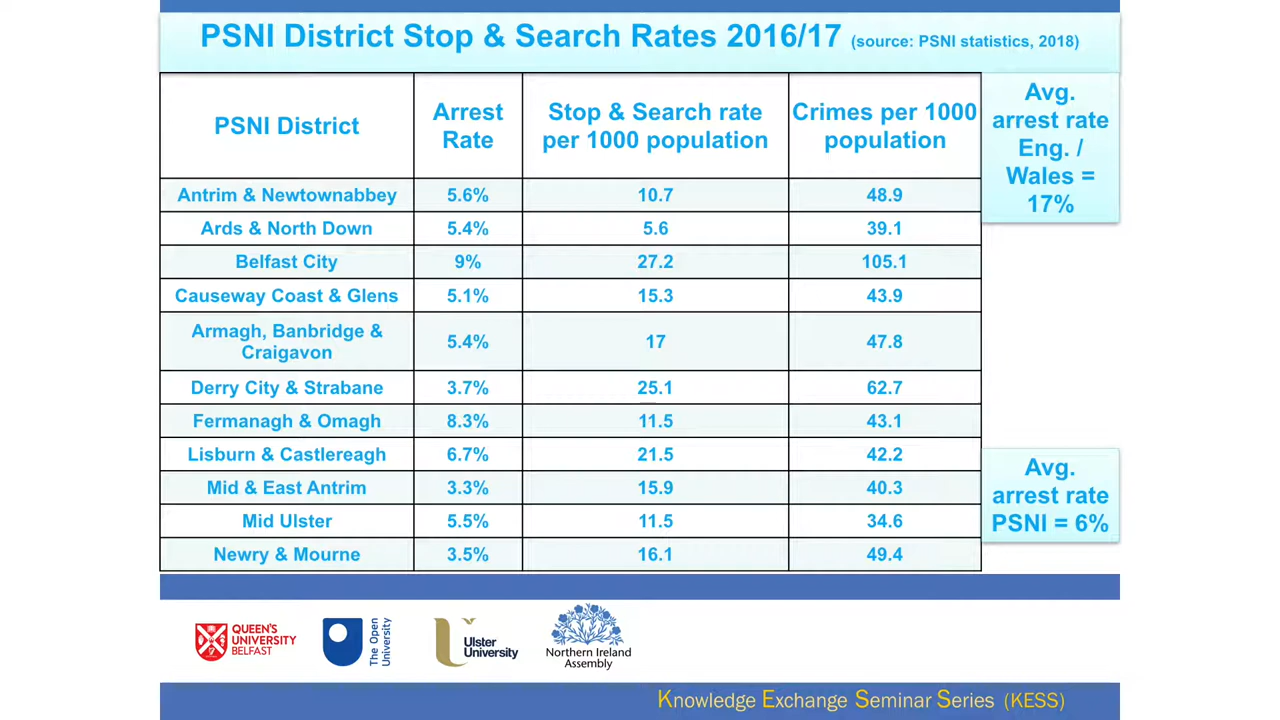 PSNI District Stop & Search Rates 2016/17 (source: PSNI statistics, 2018)
PSNI District
Arrest
Rate
Stop & Search rate
per 1000 population
Crimes per 1000
population
Antrim & Newtownabbey 5.6% 10.7 48.9
Ards & North Down 5.4% 5.6 39.1
Belfast City 9% 27.2 105.1
Causeway Coast & Glens 5.1% 15.3 43.9
Armagh, Banbridge &
Craigavon 5.4% 17 47.8
Derry City & Strabane 3.7% 25.1 62.7
Fermanagh & Omagh 8.3% 11.5 43.1
Lisburn & Castlereagh 6.7% 21.5 42.2
Mid & East Antrim 3.3% 15.9 40.3
Mid Ulster 5.5% 11.5 34.6
Newry & Mourne 3.5% 16.1 49.4
Avg.
arrest rate
Eng. /
Wales =
17%
Avg.
arrest rate
PSNI = 6%
QUEEN'S
UNIVERSITY
BELFAST
The Open
University
Ulster
University
Northern Ireland
Assembly
Knowledge Exchange Seminar Series (KESS)